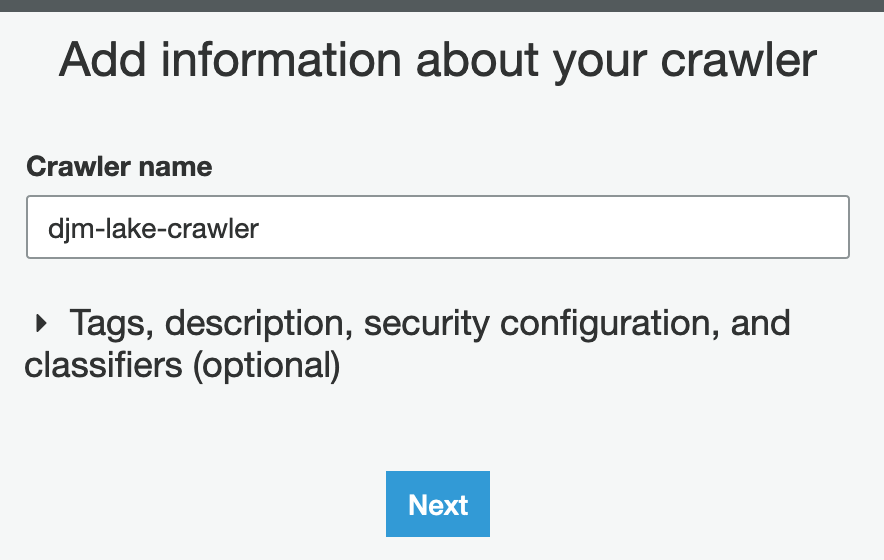 Add information about your crawler
Crawler name
djm-lake-crawler
Tags, description, security configuration, and
classifiers (optional)
Next